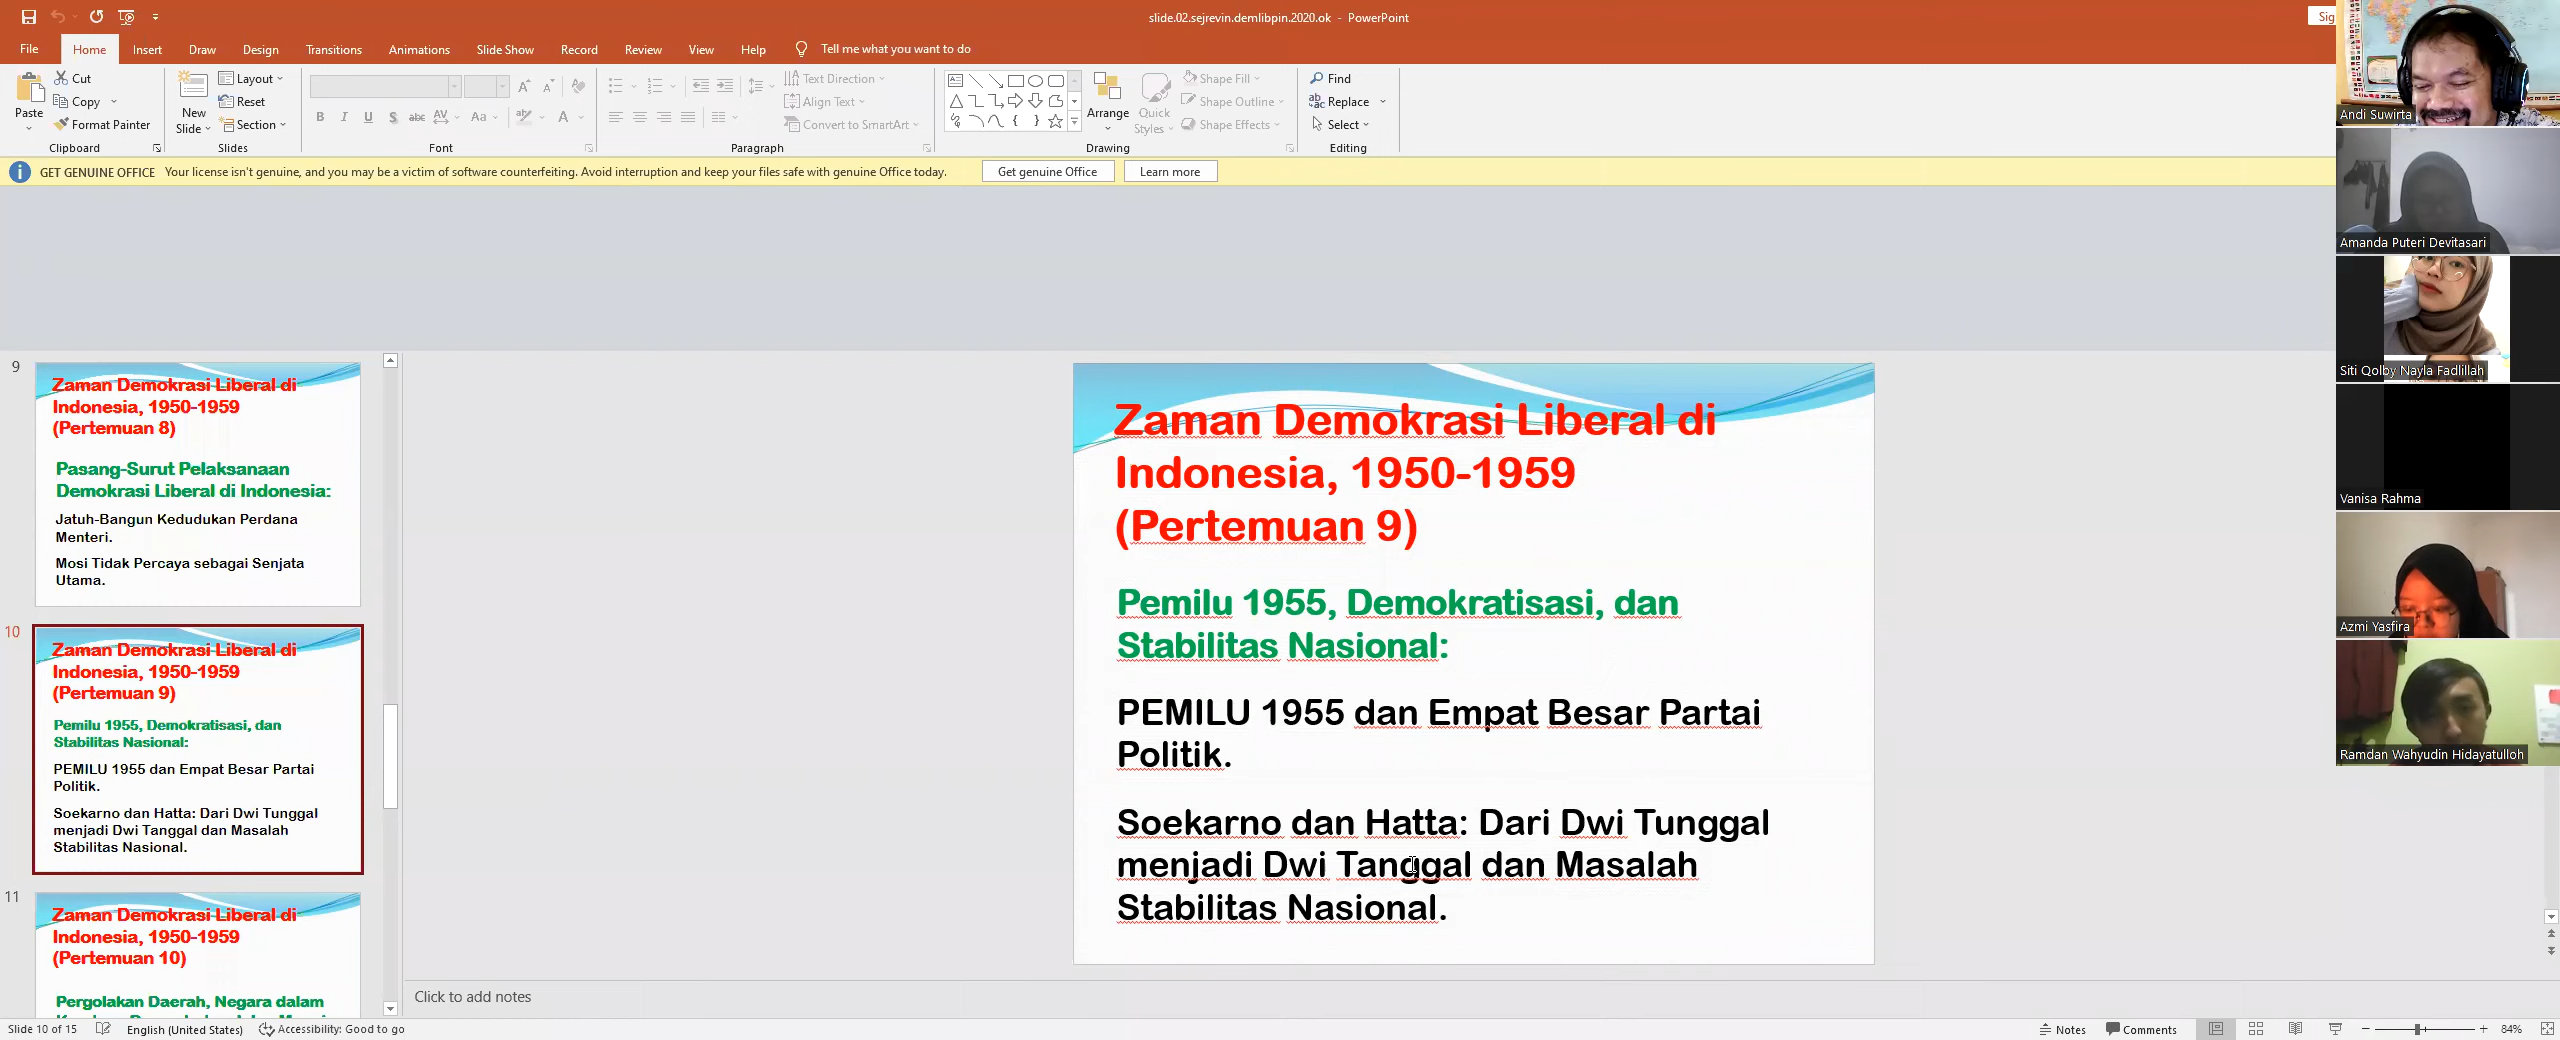 slide.02.sejrevin.demlibpin.2020.ok - PowerPoint
Sig
File Home Insert Draw Design Transitions Animations Slide Show Record Review View Help Tell me what you want to do
Paste
Cut
Copy
Format Painter
Clipboard
New
Slide
Layout
Reset
Section
Slides
B I U S abc AV Aa A
Font
Text Direction
Align Text
Convert to SmartArt
Paragraph
Arrange
Quick
Styles
Shape Fill
Shape Outline
Shape Effects
Drawing
Find
Replace
Select
Editing
GET GENUINE OFFICE Your license isn't genuine, and you may be a victim of software counterfeiting. Avoid interruption and keep your files safe with genuine Office today. Get genuine Office Learn more
9
Zaman Demokrasi Liberal di
Indonesia, 1950-1959
(Pertemuan 8)
Pasang-Surut Pelaksanaan
Demokrasi Liberal di Indonesia:
Jatuh-Bangun Kedudukan Perdana
Menteri.
Mosi Tidak Percaya sebagai Senjata
Utama.
10
Zaman Demokrasi Liberal di
Indonesia, 1950-1959
(Pertemuan 9)
Pemilu 1955, Demokratisasi, dan
Stabilitas Nasional:
PEMILU 1955 dan Empat Besar Partai
Politik.
Soekarno dan Hatta: Dari Dwi Tunggal
menjadi Dwi Tanggal dan Masalah
Stabilitas Nasional.
11
Zaman Demokrasi Liberal di
Indonesia, 1950-1959
(Pertemuan 10)
Pergolakan Daerah, Negara dalam
Zaman Demokrasi Liberal di
Indonesia, 1950-1959
(Pertemuan 9)
Pemilu 1955, Demokratisasi, dan
Stabilitas Nasional:
PEMILU 1955 dan Empat Besar Partai
Politik.
Soekarno dan Hatta: Dari Dwi Tunggal
menjadi Dwi Tanggal dan Masalah
Stabilitas Nasional.
Click to add notes
Slide 10 of 15 English (United States) Accessibility: Good to go
Notes Comments 84%
Andi Suwirta
Amanda Puteri Devitasari
Siti Qolby Nayla Fadlillah
Vanisa Rahma
Azmi Yasfira
Ramdan Wahyudin Hidayatulloh